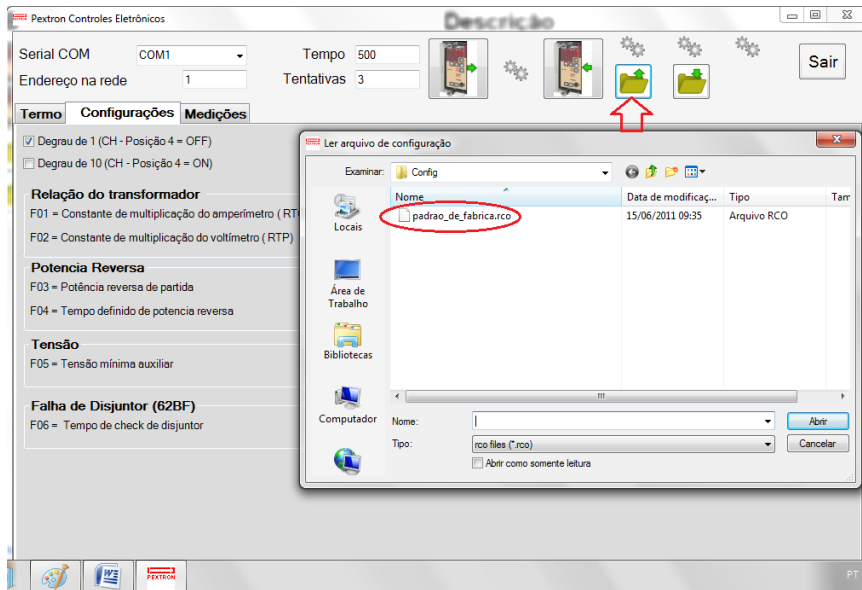 Pextron Controles Eletrônicos
Descrição
Serial COM COM1 Tempo 500
Endereço na rede 1 Tentativas 3
Sair
Termo Configurações Medições
Degrau de 1 (CH - Posição 4 = OFF)
Degrau de 10 (CH - Posição 4 = ON)
Relação do transformador
F01 = Constante de multiplicação do amperímetro ( RT
F02 = Constante de multiplicação do voltímetro ( RTP)
Potencia Reversa
F03 = Potência reversa de partida
F04 = Tempo definido de potencia reversa
Tensão
F05 = Tensão mínima auxiliar
Falha de Disjuntor (62BF)
F06 = Tempo de check de disjuntor
Ler arquivo de configuração
Examinar: Config
Nome Data de modificaç... Tipo Tam
padrao_de_fabrica.rco 15/06/2011 09:35 Arquivo RCO
Locais
Área de
Trabalho
Bibliotecas
Computador
Nome: Abrir
Tipo: rco files (*.rco) Cancelar
Abrir como somente leitura
PEXTRON
PT